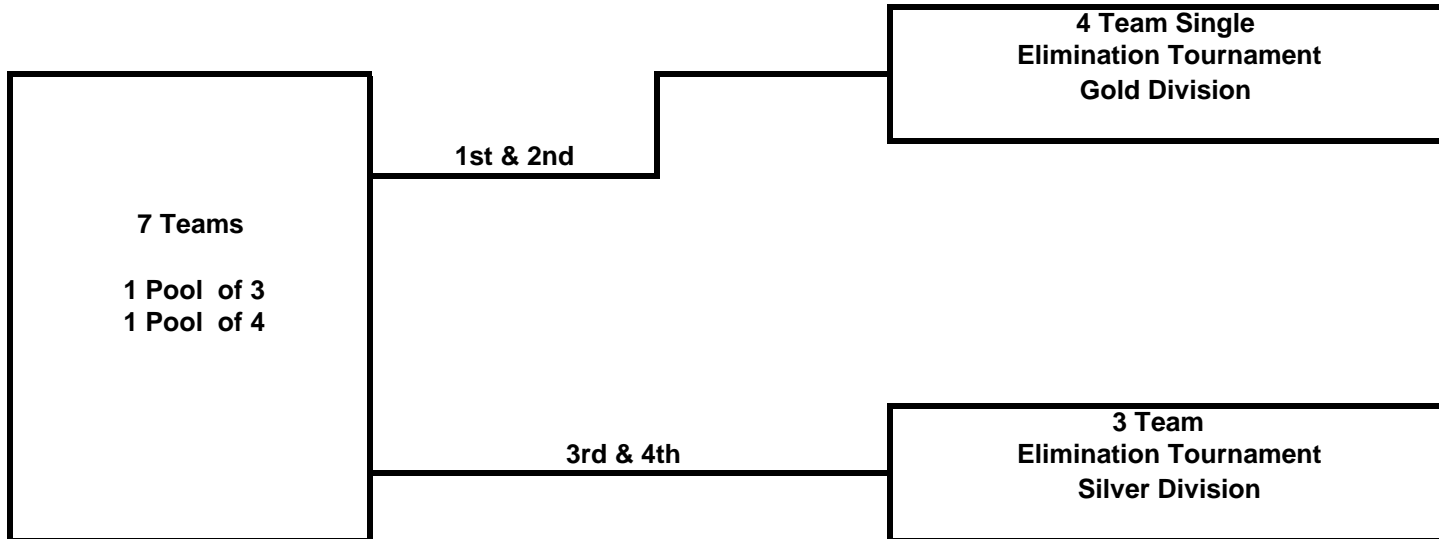 4 Team Single
Elimination Tournament
Gold Division
1st & 2nd
7 Teams
1 Pool of 3
1 Pool of 4
3rd & 4th
3 Team
Elimination Tournament
Silver Division